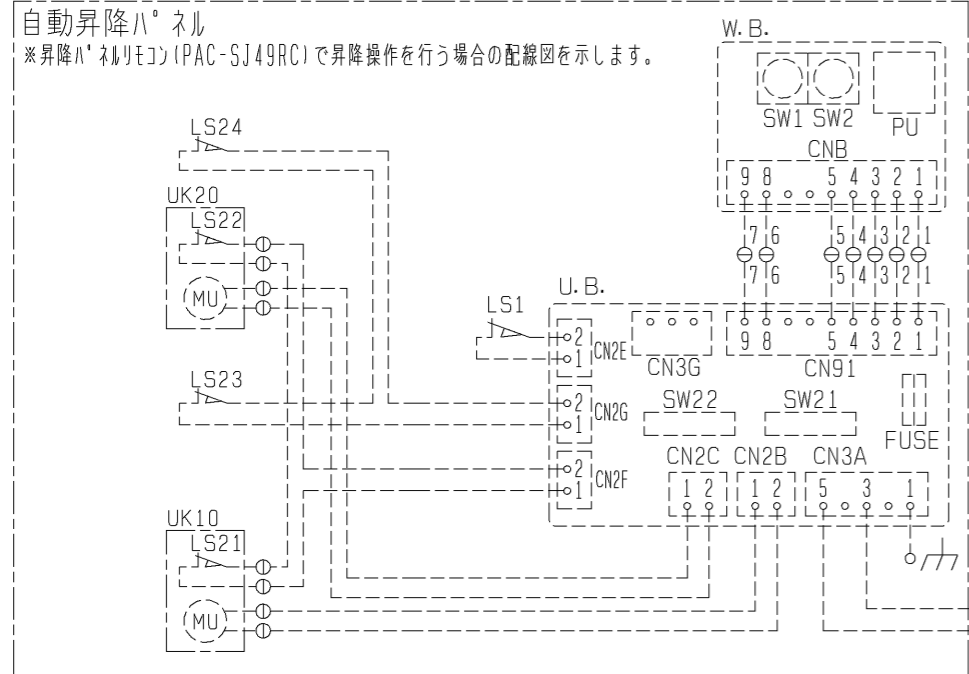 自動昇降パネル
※昇降パネルリモコン(PAC-SJ49RC)で昇降操作を行う場合の配線図を示します。
W.B.
SW1 SW2
PU
CNB
9 8 5 4 3 2 1
7 6 5 4 3 2 1
7 6 5 4 3 2 1
LS24
UK20
LS22
MU
U.B.
LS1
2
1
CN2E
CN3G
9 8 5 4 3 2 1
CN91
LS23
2
1
CN2G
SW22
SW21
FUSE
2
1
CN2F
CN2C CN2B CN3A
1 2 1 2 5 3 1
UK10
LS21
MU